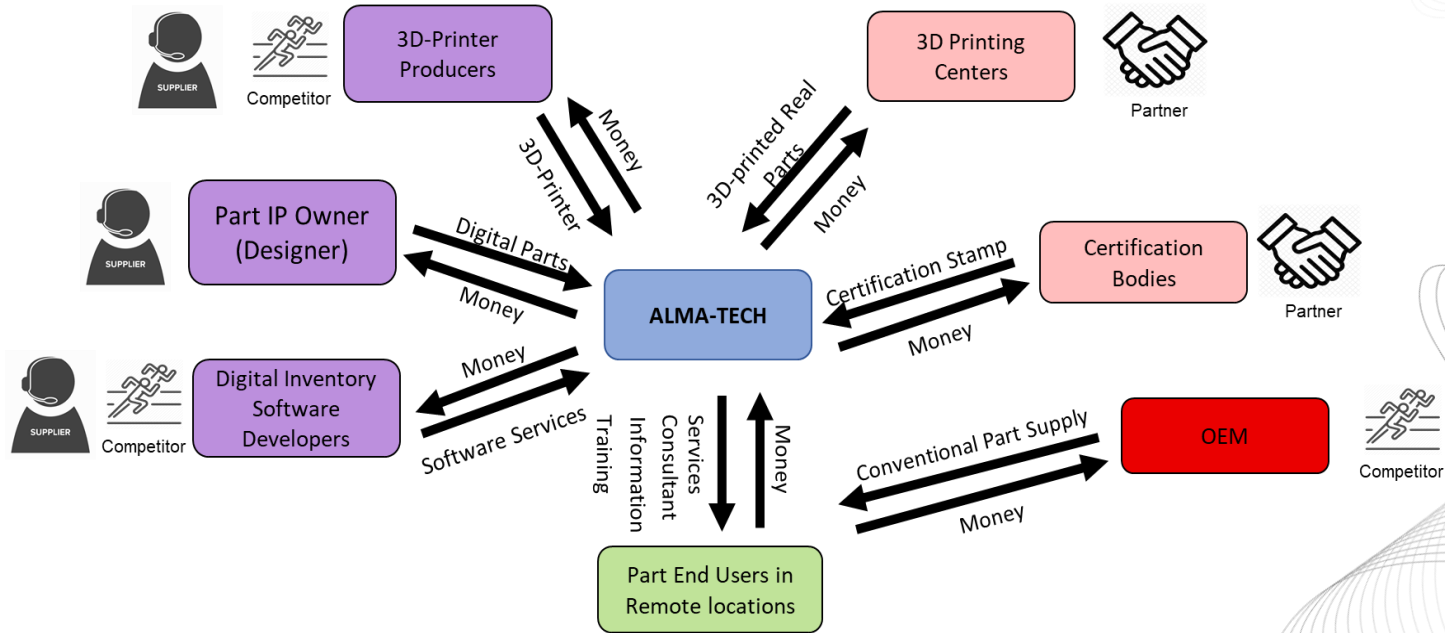 SUPPLIER
Competitor
3D-Printer
Producers
3D Printing
Centers
Partner
Money
3D-Printer
3D-printed Real
Parts
Money
SUPPLIER
Part IP Owner
(Designer)
Digital Parts
Money
ALMA-TECH
Certification Stamp
Money
Certification
Bodies
Partner
SUPPLIER
Competitor
Digital Inventory
Software
Developers
Money
Software Services
Training
Information
Consultant
Services
Money
Conventional Part Supply
Money
OEM
Competitor
Part End Users in
Remote locations